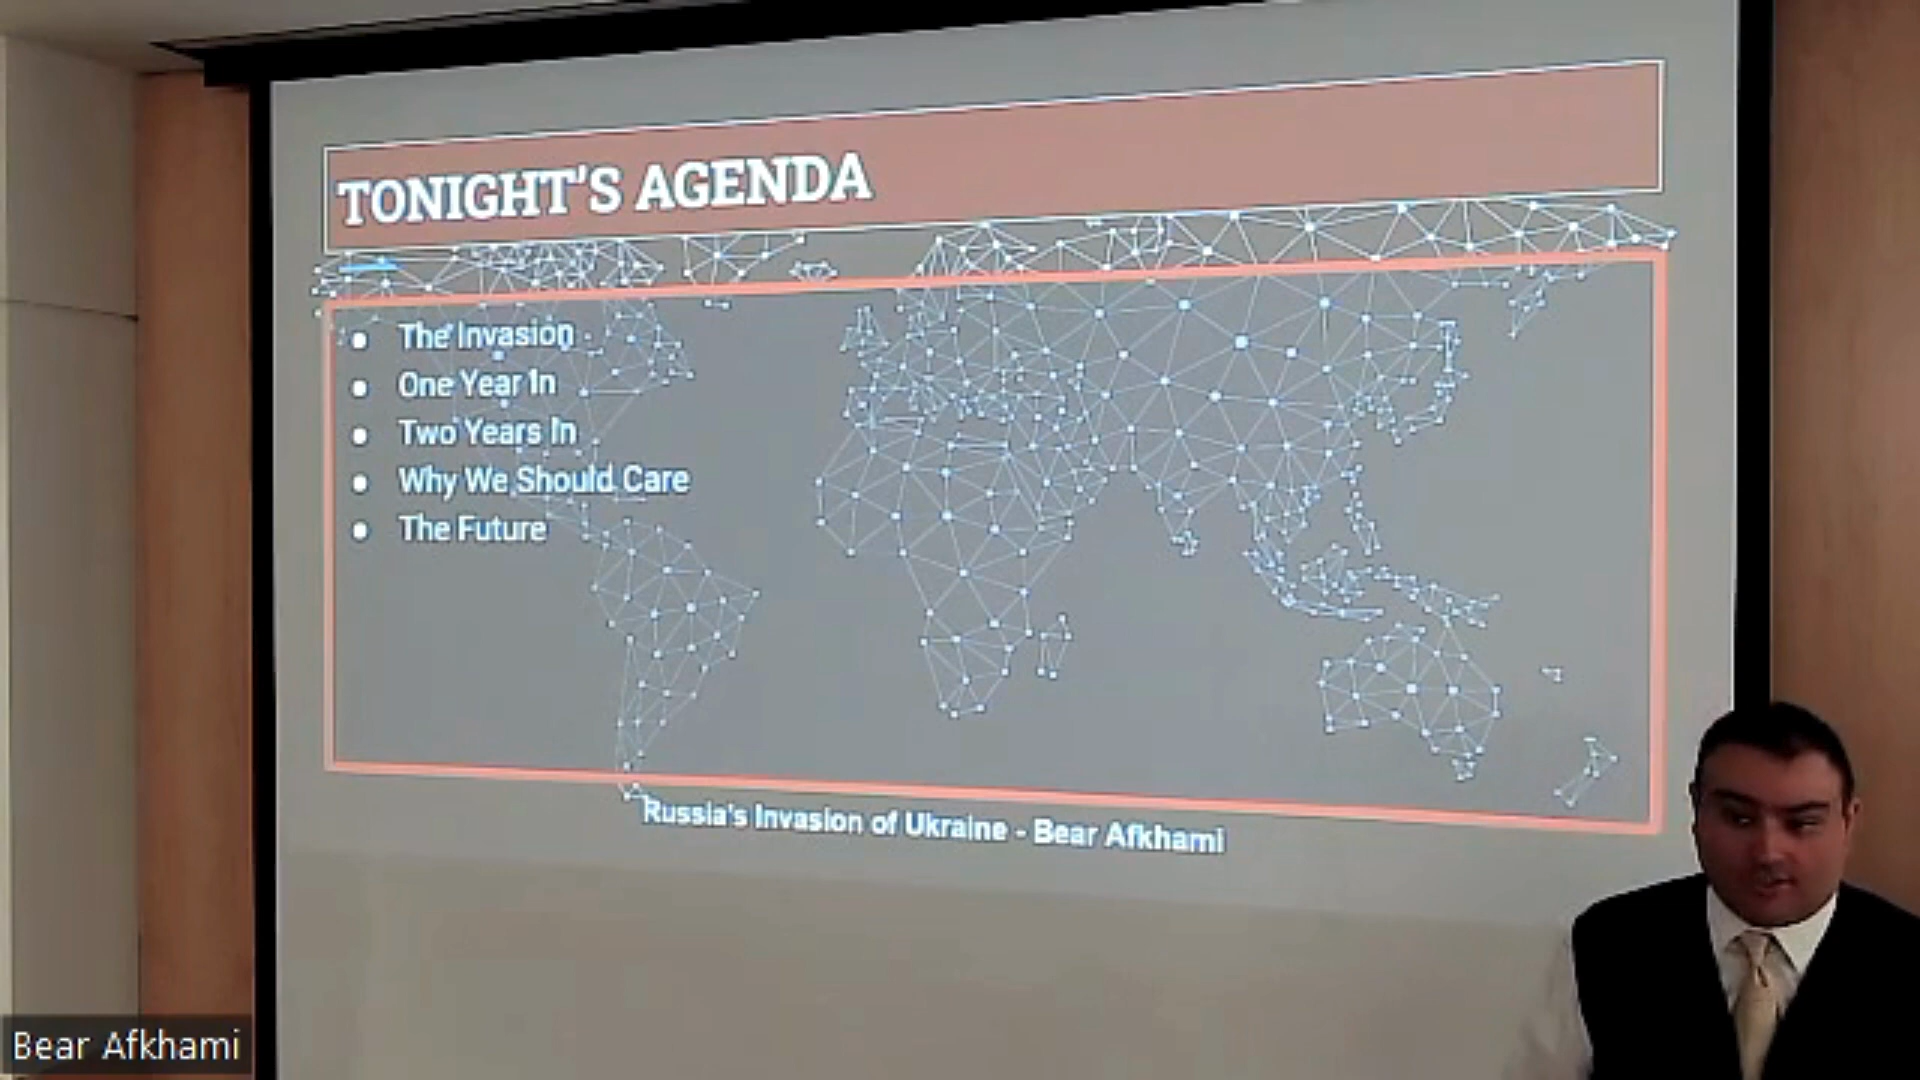 TONIGHT'S AGENDA
The Invasion
One Year In
Two Years In
Why We Should Care
The Future
Russia's Invasion of Ukraine - Bear Afkhami
Bear Afkhami